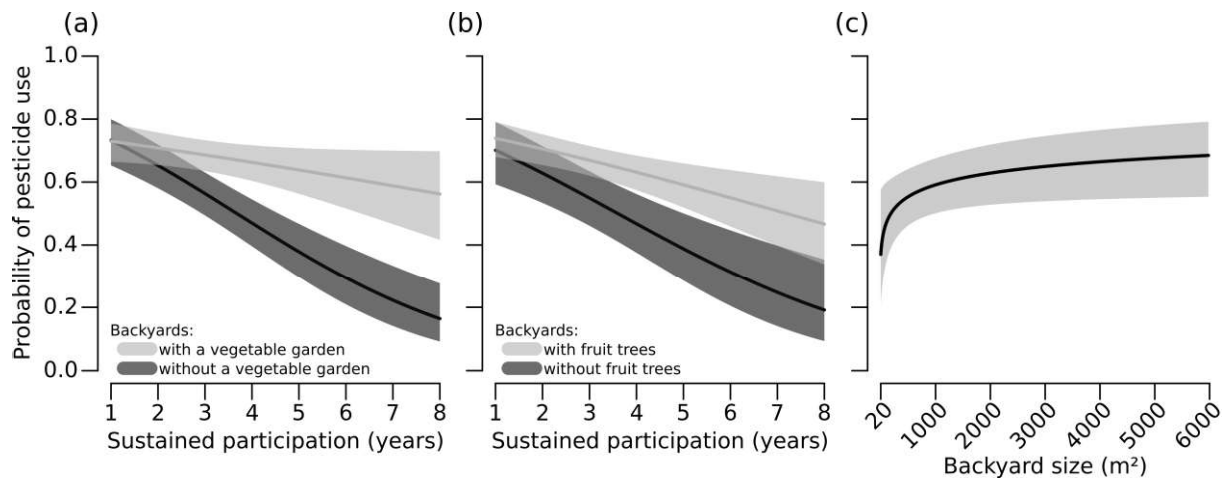 (a)
(b)
(c)
Probability of pesticide use
1.0
0.8
0.6
0.4
0.2
0.0
Backyards:
with a vegetable garden
without a vegetable garden
1 2 3 4 5 6 7 8
Sustained participation (years)
Backyards:
with fruit trees
without fruit trees
1 2 3 4 5 6 7 8
Sustained participation (years)
20 1000 2000 3000 4000 5000 6000
Backyard size (m²)